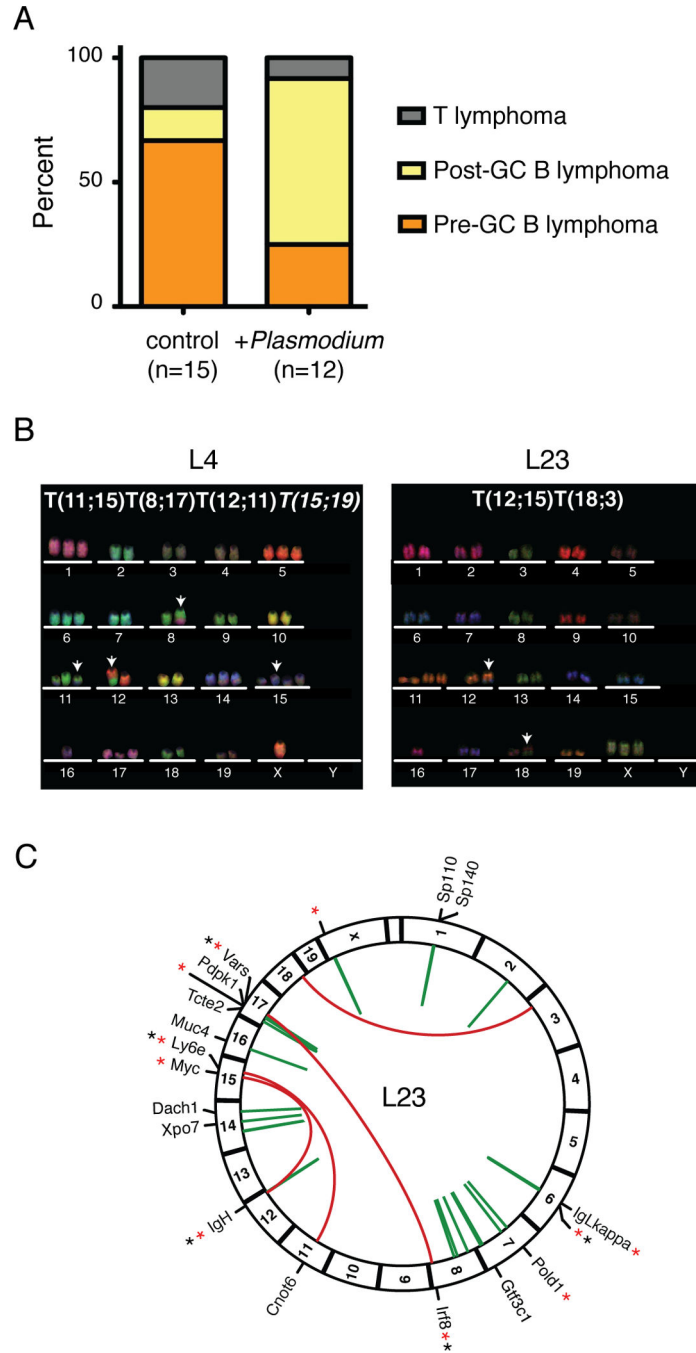 A
100
50
0
Percent
control
(n=15)
+Plasmodium
(n=12)
T lymphoma
Post-GC B lymphoma
Pre-GC B lymphoma
B
L4
T(11;15)T(8;17)T(12;11)T(15;19)
1 2 3 4 5
6 7 8 9 10
11 12 13 14 15
16 17 18 19 X Y
L23
T(12;15)T(18;3)
1 2 3 4 5
6 7 8 9 10
11 12 13 14 15
16 17 18 19 X Y
C
L23
1
2
3
4
5
6
7
8
9
10
11
12
13
14
15
16
17
18
19
X
Sp110
Sp140
IgLkappa
*
**
Pold1 *
Gtf3c1
Irf8**
Cnot6
** IgH
Xpo7
Dach1
* Myc
** Ly6e
Muc4
Tcte2
*
Pdpk1
** Vars
*